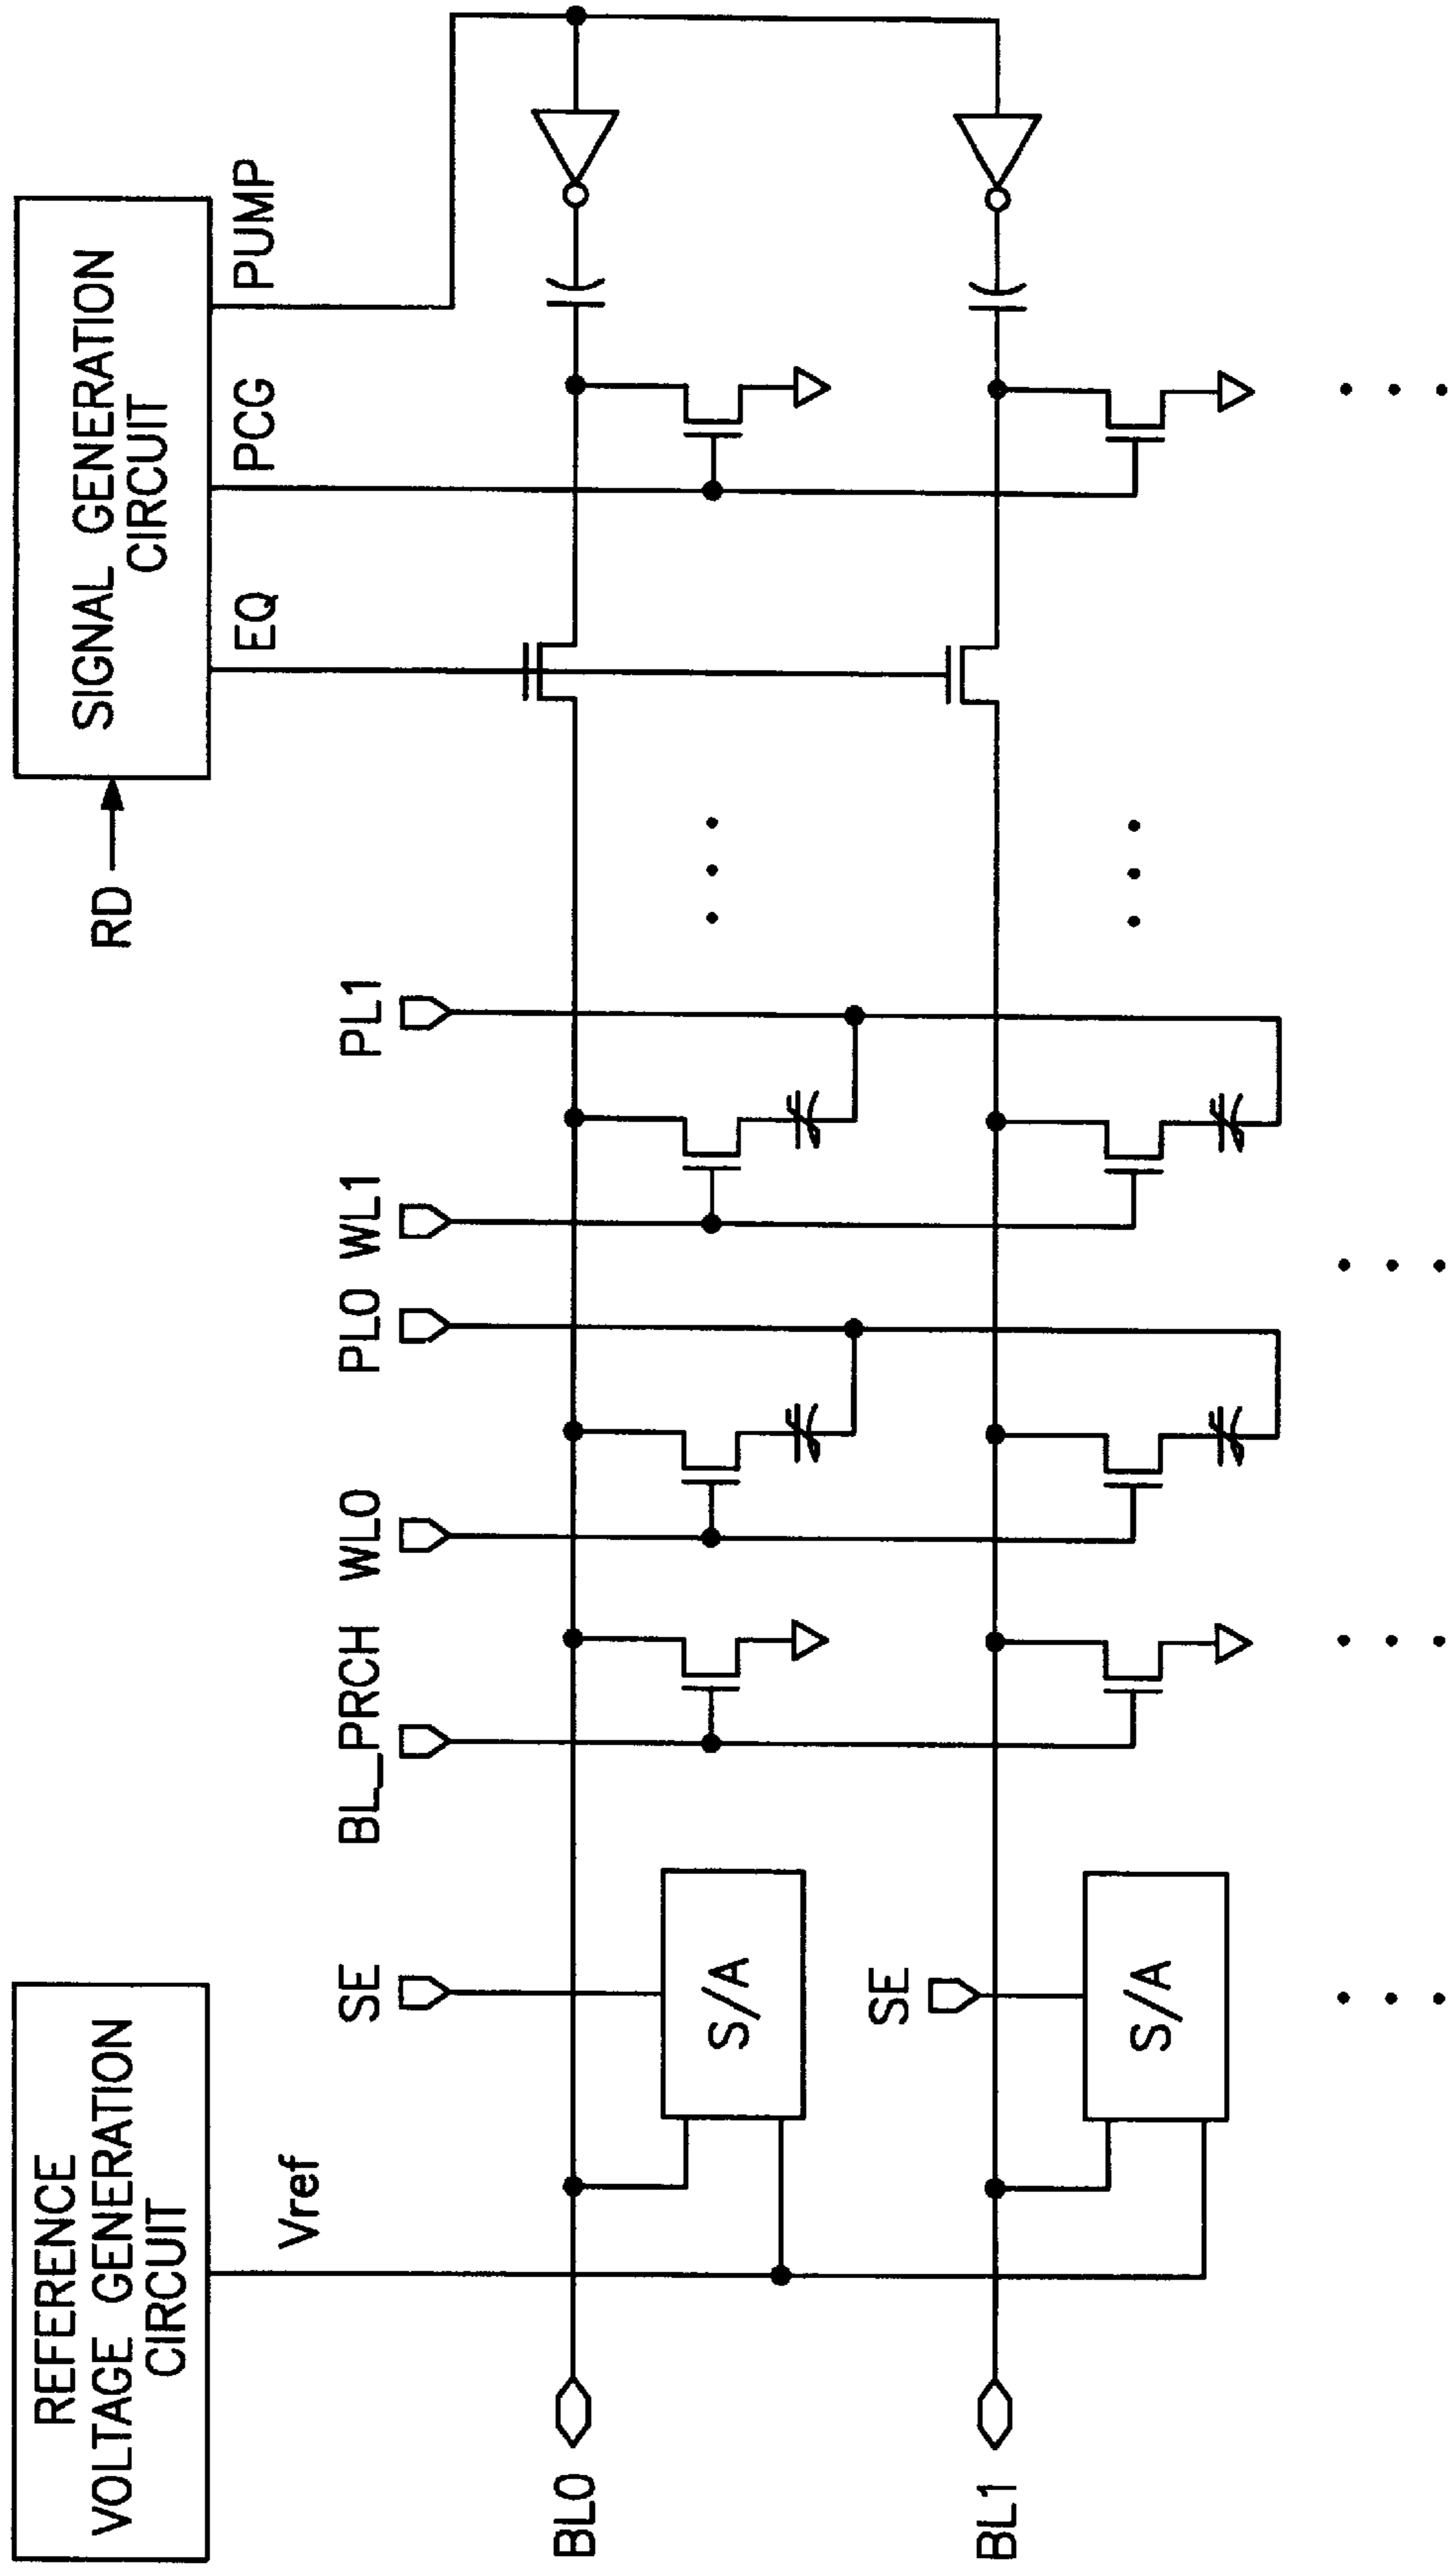 REFERENCE
VOLTAGE GENERATION
CIRCUIT
Vref
SIGNAL GENERATION
CIRCUIT
RD
EQ
PCG
PUMP
SE
BL_PRCH
WL0
PL0
WL1
PL1
BL0
S/A
SE
BL1
S/A